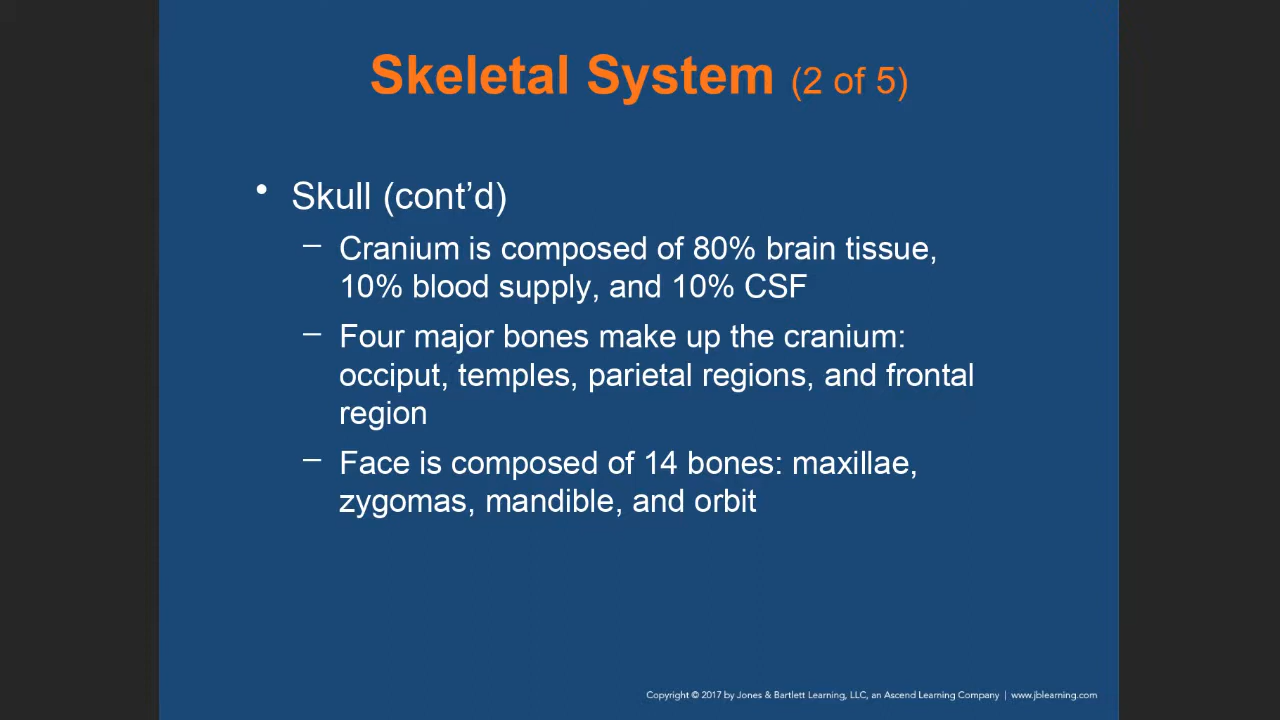 Skeletal System (2 of 5)
• Skull (cont’d)
– Cranium is composed of 80% brain tissue,
10% blood supply, and 10% CSF
– Four major bones make up the cranium:
occiput, temples, parietal regions, and frontal
region
– Face is composed of 14 bones: maxillae,
zygomas, mandible, and orbit
Copyright © 2017 by Jones & Bartlett Learning, LLC, an Ascend Learning Company | www.jblearning.com